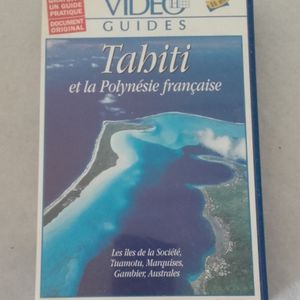 UN GUIDE
PRATIQUE
DOCUMENT
ORIGINAL
VIDEO
GUIDES
Tahiti
et la Polynésie française
Les îles de la Société,
Tuamotu, Marquises,
Gambier, Australes